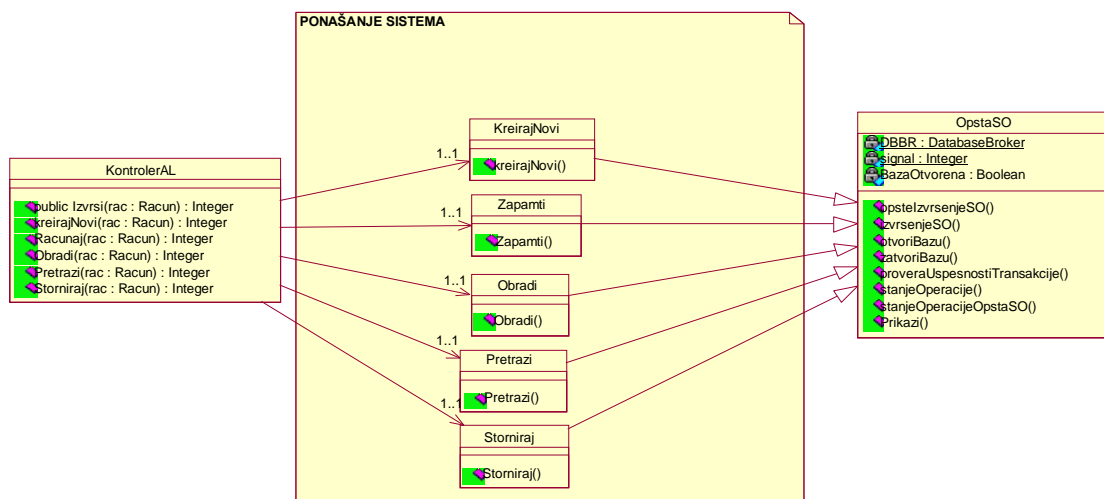 PONAŠANJE SISTEMA
KontrolerAL
public Izvrsi(rac : Racun) : Integer
kreirajNovi(rac : Racun) : Integer
Racunaj(rac : Racun) : Integer
Obradi(rac : Racun) : Integer
Pretrazi(rac : Racun) : Integer
Storniraj(rac : Racun) : Integer
1..1
KreirajNovi
kreirajNovi()
1..1
Zapamti
Zapamti()
1..1
Obradi
Obradi()
1..1
Pretrazi
Pretrazi()
1..1
Storniraj
Storniraj()
OpstaSO
DBBR : DatabaseBroker
signal : Integer
BazaOtvorena : Boolean
opsteIzvrsenjeSO()
izvrsenjeSO()
otvoriBazu()
zatvoriBazu()
proveraUspesnostiTransakcije()
stanjeOperacije()
stanjeOperacijeOpstaSO()
Prikazi()